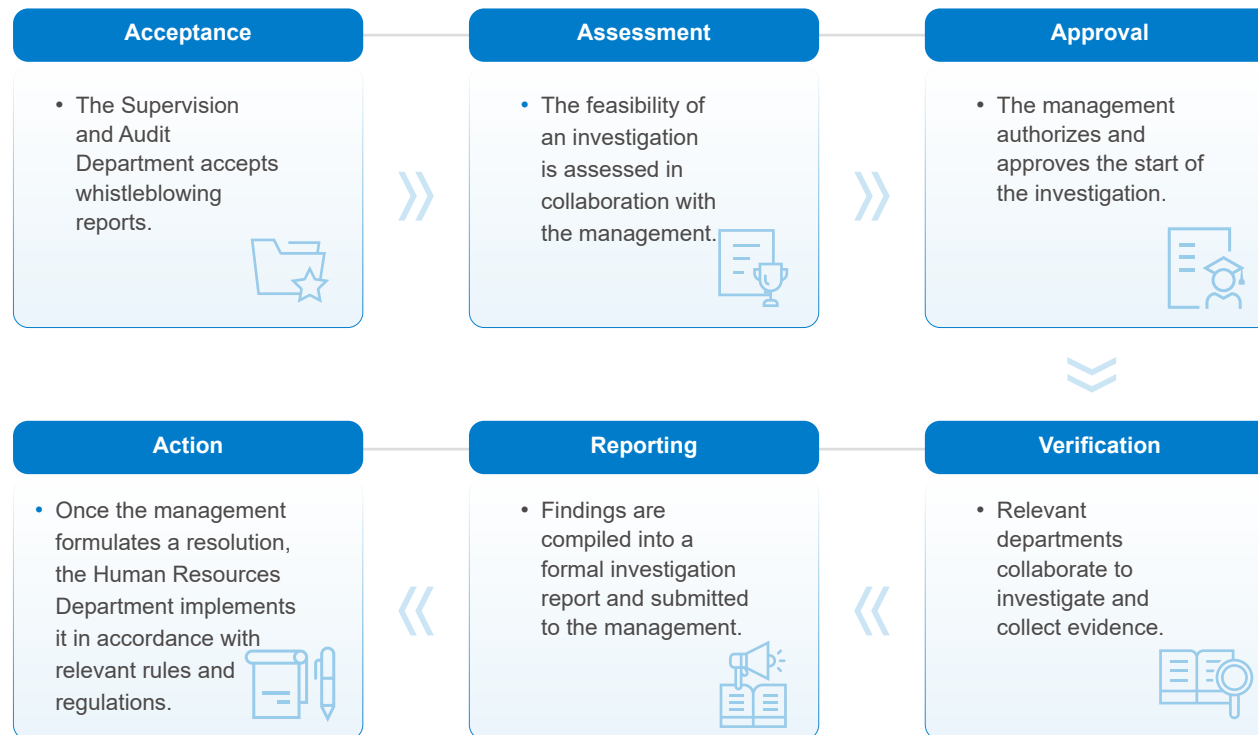 Acceptance
• The Supervision
and Audit
Department accepts
whistleblowing
reports.
Assessment
• The feasibility of
an investigation
is assessed in
collaboration with
the management.
Approval
• The management
authorizes and
approves the start of
the investigation.
Verification
• Relevant
departments
collaborate to
investigate and
collect evidence.
Reporting
• Findings are
compiled into a
formal investigation
report and submitted
to the management.
Action
• Once the management
formulates a resolution,
the Human Resources
Department implements
it in accordance with
relevant rules and
regulations.